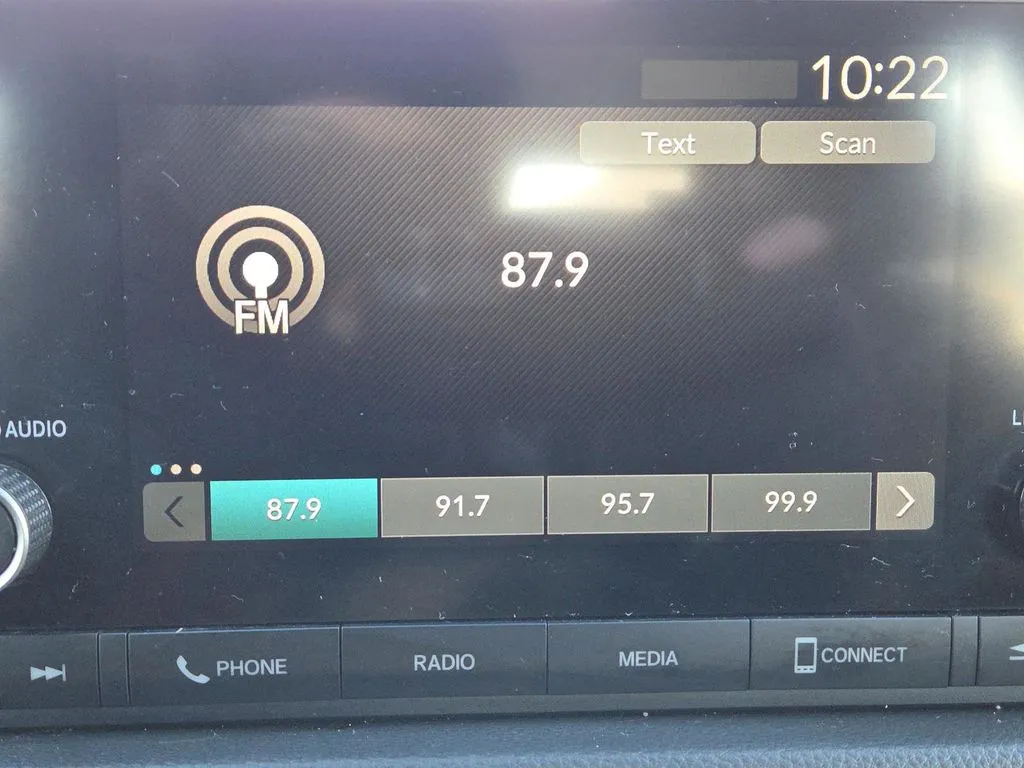 10:22
Text Scan
87.9
FM
AUDIO
87.9 91.7 95.7 99.9
PHONE RADIO MEDIA CONNECT